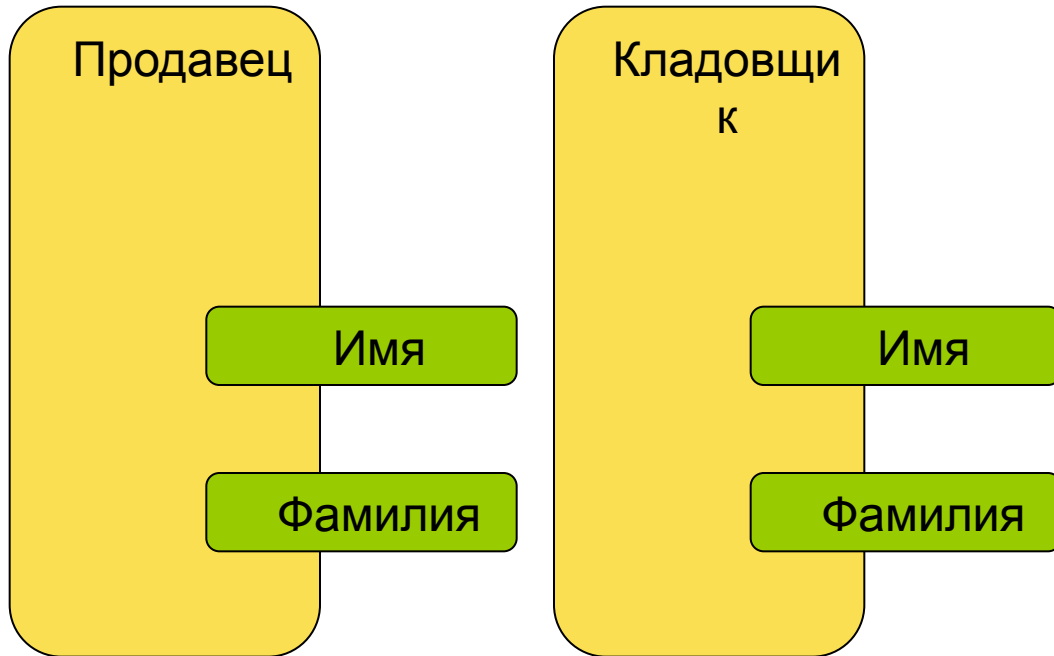 Продавец
Кладовщи
к
Имя
Имя
Фамилия
Фамилия